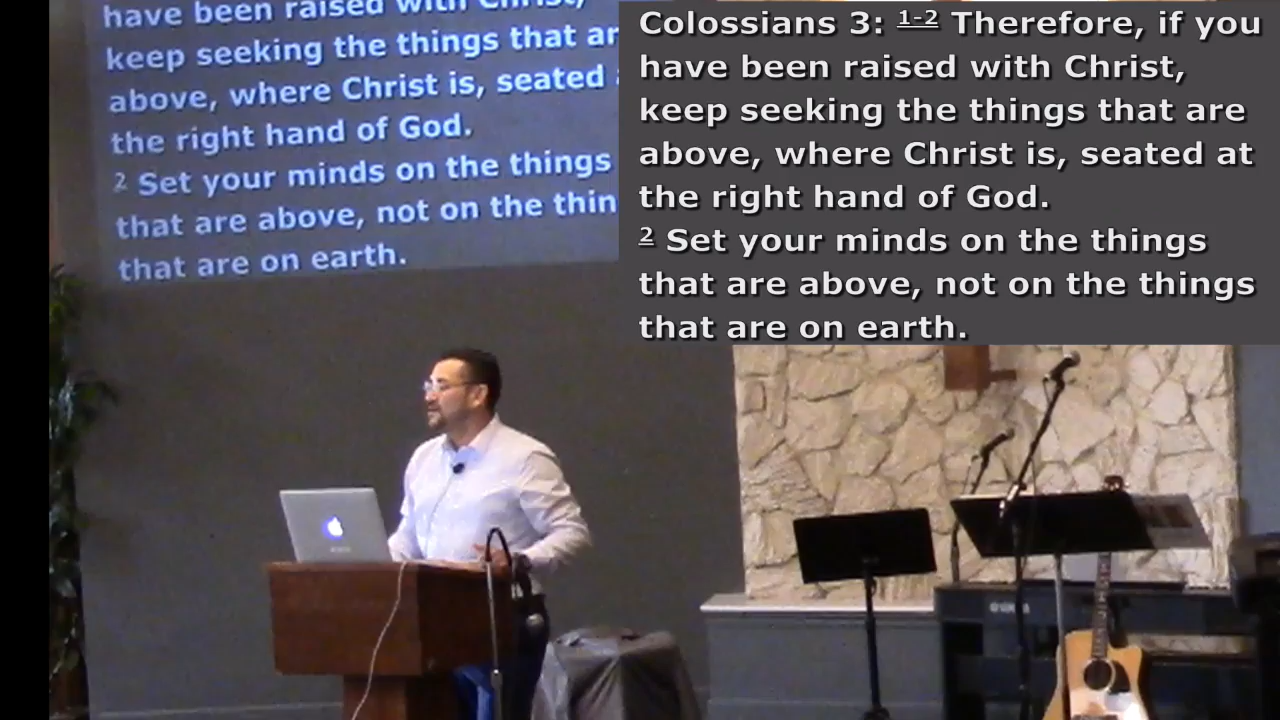 have been raised with Christ,
keep seeking the things that ar
above, where Christ is, seated
the right hand of God.
2 Set your minds on the things
that are above, not on the thin
that are on earth.
Colossians 3: 1-2 Therefore, if you
have been raised with Christ,
keep seeking the things that are
above, where Christ is, seated at
the right hand of God.
2 Set your minds on the things
that are above, not on the things
that are on earth.